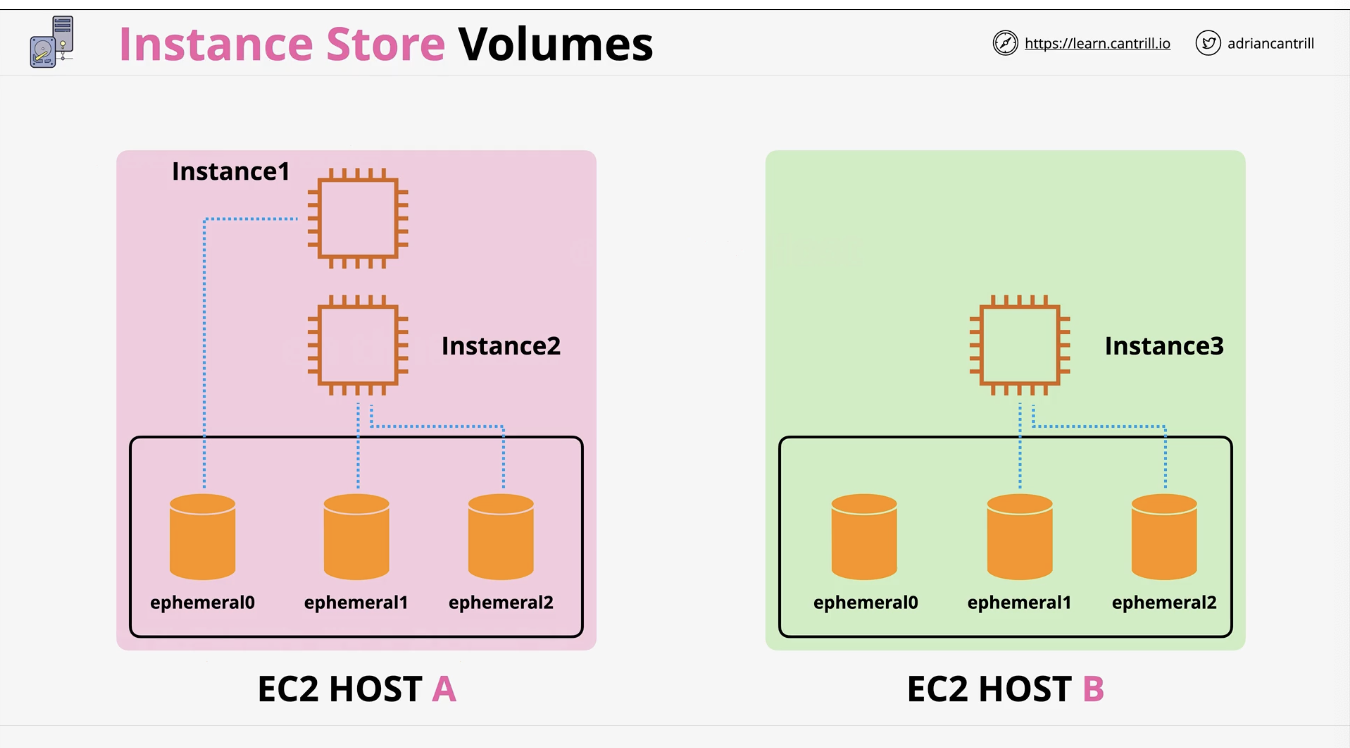 Instance Store Volumes
https://learn.cantrill.io
adriancantrill
Instance1
Instance2
ephemeral0
ephemeral1
ephemeral2
EC2 HOST A
Instance3
ephemeral0
ephemeral1
ephemeral2
EC2 HOST B